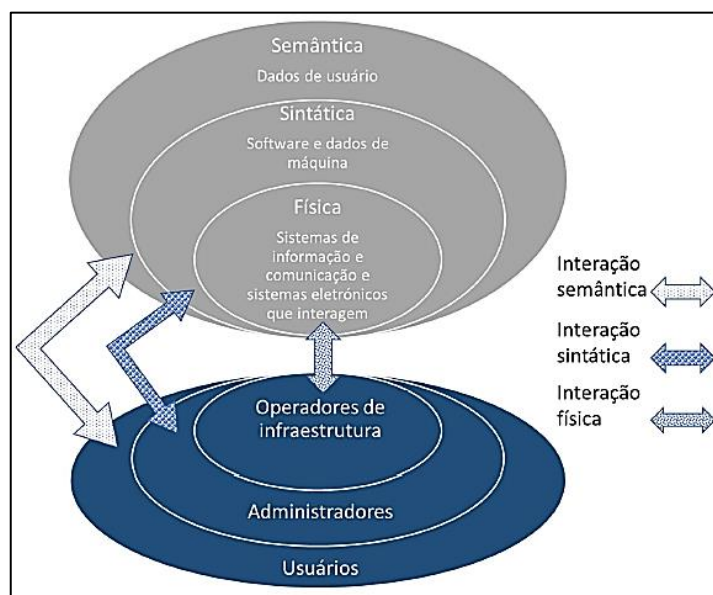 Semântica
Dados de usuário
Sintática
Software e dados de
máquina
Física
Sistemas de
informação e
comunicação e
sistemas eletrónicos
que interagem
Operadores de
infraestrutura
Administradores
Usuários
Interação
semântica
Interação
sintática
Interação
física